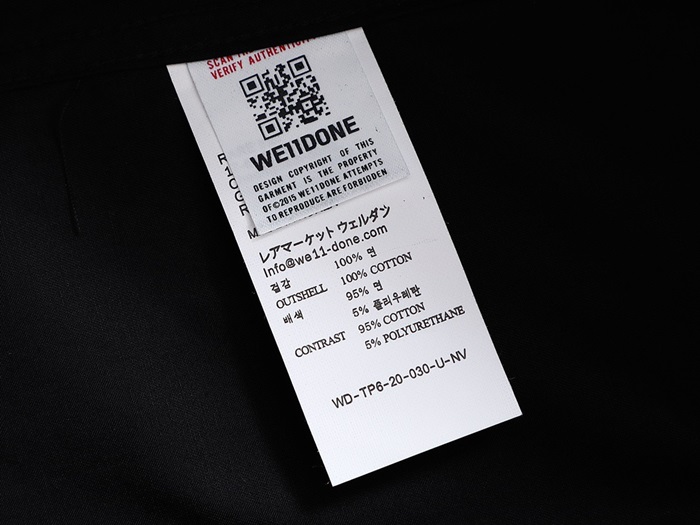 VERIFY AUTHENTI
WE11DONE
DESIGN COPYRIGHT OF THIS
GARMENT IS THE PROPERTY
OF©2015 WE11DONE ATTEMPTS
TO REPRODUCE ARE FORBIDDEN
レアマーケット ウェルダン
Info@we11-done.com
겉감 100% 면
OUTSHELL 100% COTTON
배색 95% 면
5% 폴리우레탄
CONTRAST 95% COTTON
5% POLYURETHANE
WD-TP6-20-030-U-NV